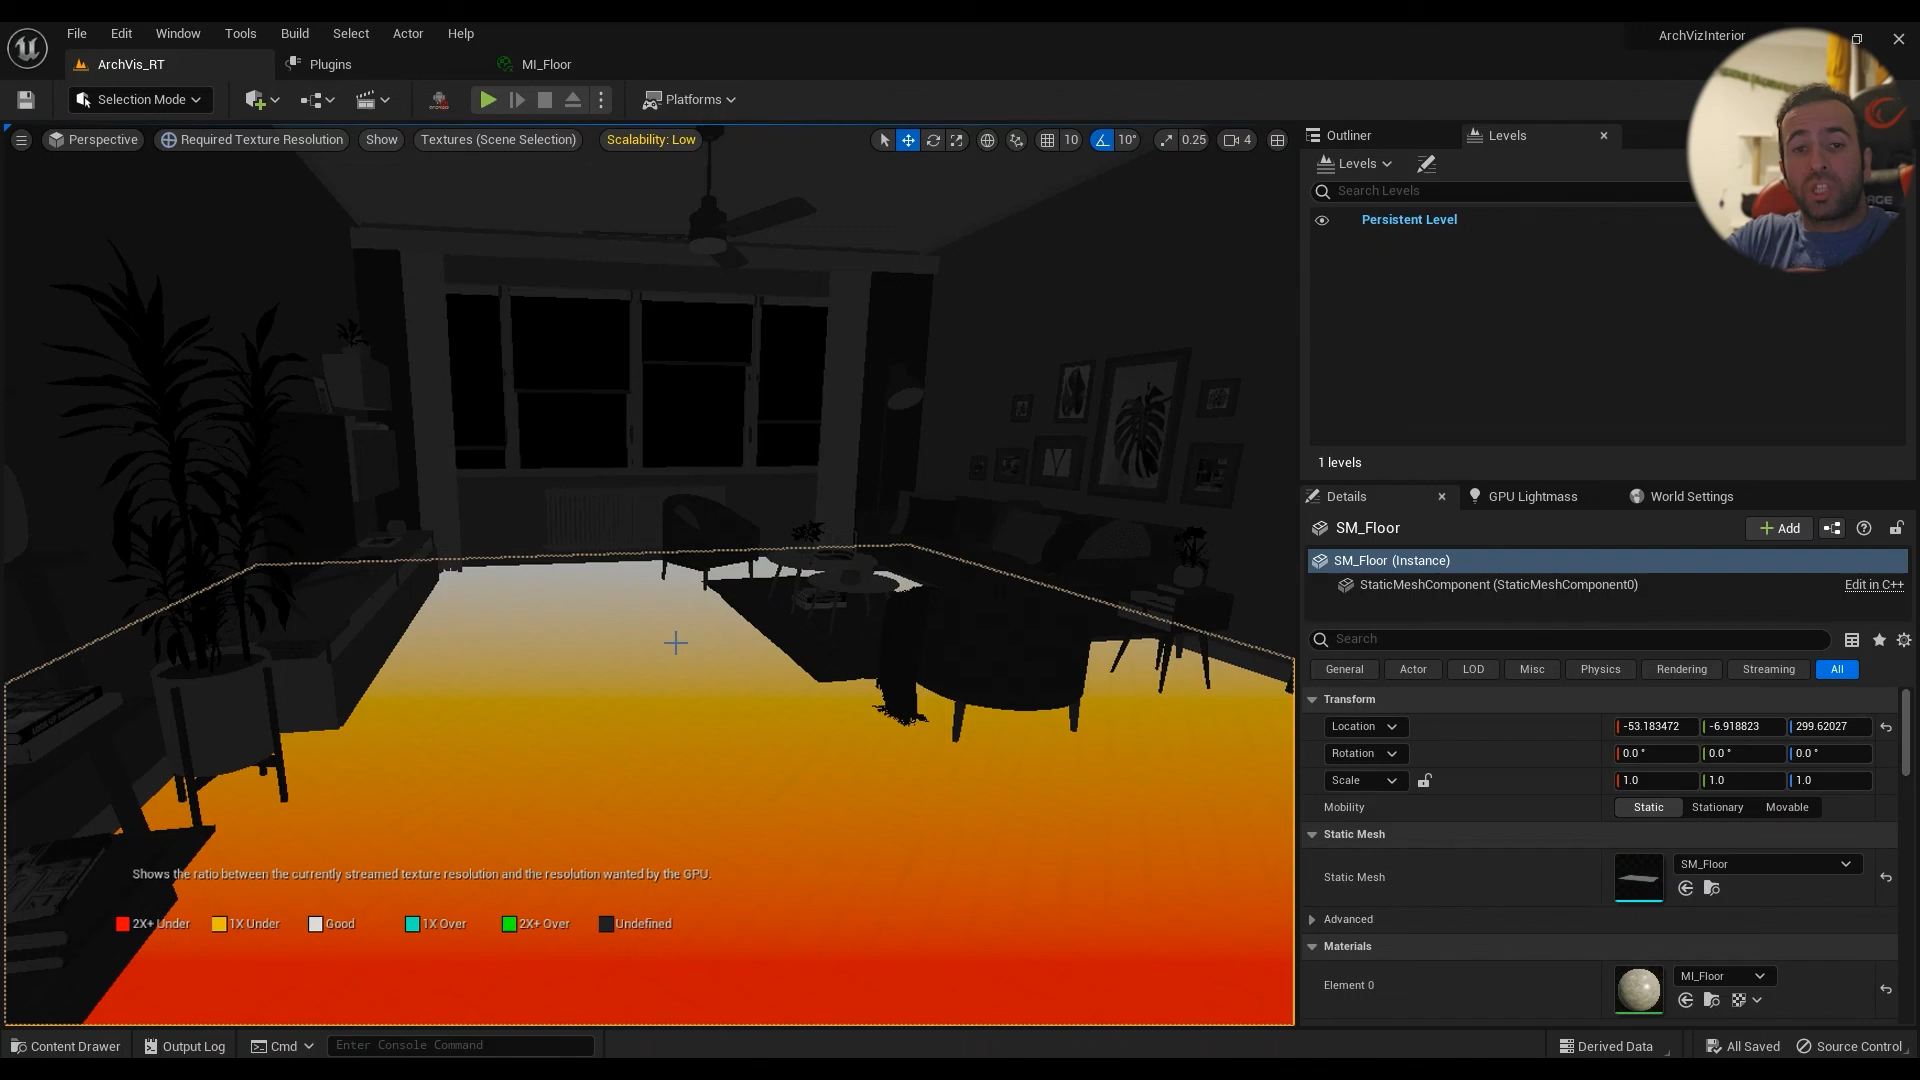 File Edit Window Tools Build Select Actor Help
ArchVizInterior
ArchVis_RT Plugins MI_Floor
Selection Mode Platforms
Perspective Required Texture Resolution Show Textures (Scene Selection) Scalability: Low 10 10° 0.25 4
Outliner Levels
Levels
Search Levels
Persistent Level
1 levels
Details GPU Lightmass World Settings
SM_Floor Add
SM_Floor (Instance)
StaticMeshComponent (StaticMeshComponent0) Edit in C++
Search
General Actor LOD Misc Physics Rendering Streaming All
Transform
Location -53.183472 -6.918823 299.62027
Rotation 0.0 ° 0.0 ° 0.0 °
Scale 1.0 1.0 1.0
Mobility Static Stationary Movable
Static Mesh
Static Mesh SM_Floor
Advanced
Materials
Element 0 MI_Floor
Shows the ratio between the currently streamed texture resolution and the resolution wanted by the GPU.
2X+ Under 1X Under Good 1X Over 2X+ Over Undefined
Content Drawer Output Log Cmd Enter Console Command Derived Data All Saved Source Control